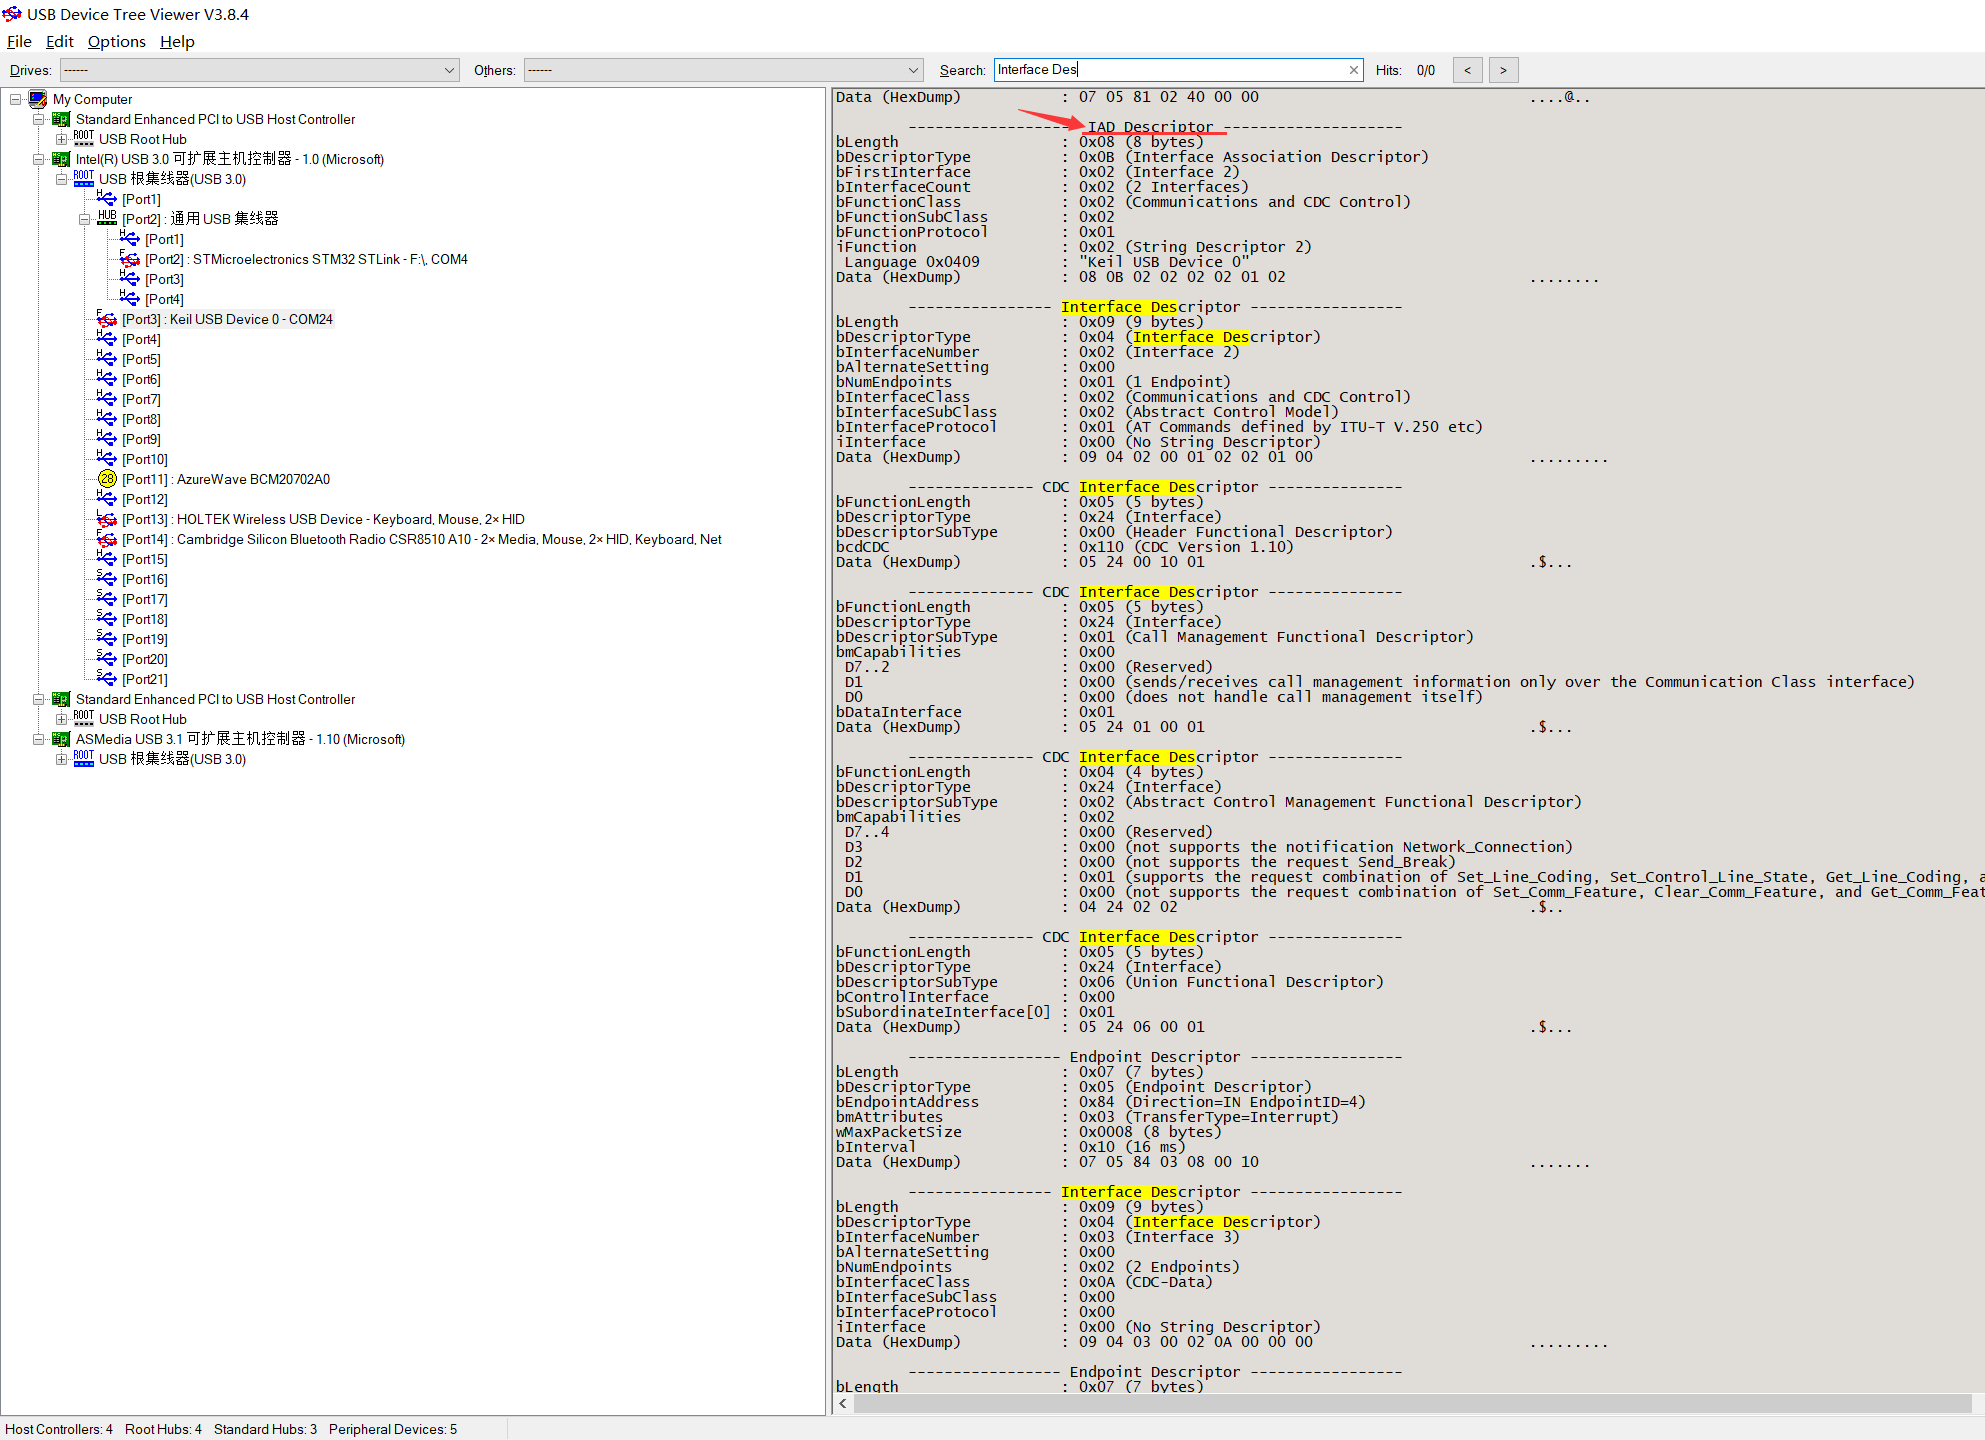 USB Device Tree Viewer V3.8.4
File Edit Options Help
Drives: ------ Others: ------ Search: Interface Des Hits: 0/0 < >
My Computer
Standard Enhanced PCI to USB Host Controller
ROOT USB Root Hub
Intel(R) USB 3.0 可扩展主机控制器 - 1.0 (Microsoft)
ROOT USB 根集线器(USB 3.0)
H [Port1]
HUB [Port2] : 通用 USB 集线器
H [Port1]
F [Port2] : STMicroelectronics STM32 STLink - F:\, COM4
H [Port3]
H [Port4]
F [Port3] : Keil USB Device 0 - COM24
H [Port4]
H [Port5]
H [Port6]
H [Port7]
H [Port8]
H [Port9]
H [Port10]
28 [Port11] : AzureWave BCM20702A0
H [Port12]
L [Port13] : HOLTEK Wireless USB Device - Keyboard, Mouse, 2× HID
F [Port14] : Cambridge Silicon Bluetooth Radio CSR8510 A10 - 2× Media, Mouse, 2× HID, Keyboard, Net
H [Port15]
S [Port16]
S [Port17]
S [Port18]
S [Port19]
S [Port20]
S [Port21]
Standard Enhanced PCI to USB Host Controller
ROOT USB Root Hub
ASMedia USB 3.1 可扩展主机控制器 - 1.10 (Microsoft)
ROOT USB 根集线器(USB 3.0)
Data (HexDump) : 07 05 81 02 40 00 00 ....@..
------------------ IAD Descriptor --------------------
bLength : 0x08 (8 bytes)
bDescriptorType : 0x0B (Interface Association Descriptor)
bFirstInterface : 0x02 (Interface 2)
bInterfaceCount : 0x02 (2 Interfaces)
bFunctionClass : 0x02 (Communications and CDC Control)
bFunctionSubClass : 0x02
bFunctionProtocol : 0x01
iFunction : 0x02 (String Descriptor 2)
Language 0x0409 : "Keil USB Device 0"
Data (HexDump) : 08 0B 02 02 02 02 01 02 ........
---------------- Interface Descriptor -----------------
bLength : 0x09 (9 bytes)
bDescriptorType : 0x04 (Interface Descriptor)
bInterfaceNumber : 0x02 (Interface 2)
bAlternateSetting : 0x00
bNumEndpoints : 0x01 (1 Endpoint)
bInterfaceClass : 0x02 (Communications and CDC Control)
bInterfaceSubClass : 0x02 (Abstract Control Model)
bInterfaceProtocol : 0x01 (AT Commands defined by ITU-T V.250 etc)
iInterface : 0x00 (No String Descriptor)
Data (HexDump) : 09 04 02 00 01 02 02 01 00 .........
-------------- CDC Interface Descriptor ---------------
bFunctionLength : 0x05 (5 bytes)
bDescriptorType : 0x24 (Interface)
bDescriptorSubType : 0x00 (Header Functional Descriptor)
bcdCDC : 0x110 (CDC Version 1.10)
Data (HexDump) : 05 24 00 10 01 .$...
-------------- CDC Interface Descriptor ---------------
bFunctionLength : 0x05 (5 bytes)
bDescriptorType : 0x24 (Interface)
bDescriptorSubType : 0x01 (Call Management Functional Descriptor)
bmCapabilities : 0x00
D7..2 : 0x00 (Reserved)
D1 : 0x00 (sends/receives call management information only over the Communication Class interface)
D0 : 0x00 (does not handle call management itself)
bDataInterface : 0x01
Data (HexDump) : 05 24 01 00 01 .$...
-------------- CDC Interface Descriptor ---------------
bFunctionLength : 0x04 (4 bytes)
bDescriptorType : 0x24 (Interface)
bDescriptorSubType : 0x02 (Abstract Control Management Functional Descriptor)
bmCapabilities : 0x02
D7..4 : 0x00 (Reserved)
D3 : 0x00 (not supports the notification Network_Connection)
D2 : 0x00 (not supports the request Send_Break)
D1 : 0x01 (supports the request combination of Set_Line_Coding, Set_Control_Line_State, Get_Line_Coding, a
D0 : 0x00 (not supports the request combination of Set_Comm_Feature, Clear_Comm_Feature, and Get_Comm_Feat
Data (HexDump) : 04 24 02 02 .$..
-------------- CDC Interface Descriptor ---------------
bFunctionLength : 0x05 (5 bytes)
bDescriptorType : 0x24 (Interface)
bDescriptorSubType : 0x06 (Union Functional Descriptor)
bControlInterface : 0x00
bSubordinateInterface[0] : 0x01
Data (HexDump) : 05 24 06 00 01 .$...
----------------- Endpoint Descriptor -----------------
bLength : 0x07 (7 bytes)
bDescriptorType : 0x05 (Endpoint Descriptor)
bEndpointAddress : 0x84 (Direction=IN EndpointID=4)
bmAttributes : 0x03 (TransferType=Interrupt)
wMaxPacketSize : 0x0008 (8 bytes)
bInterval : 0x10 (16 ms)
Data (HexDump) : 07 05 84 03 08 00 10 .......
---------------- Interface Descriptor -----------------
bLength : 0x09 (9 bytes)
bDescriptorType : 0x04 (Interface Descriptor)
bInterfaceNumber : 0x03 (Interface 3)
bAlternateSetting : 0x00
bNumEndpoints : 0x02 (2 Endpoints)
bInterfaceClass : 0x0A (CDC-Data)
bInterfaceSubClass : 0x00
bInterfaceProtocol : 0x00
iInterface : 0x00 (No String Descriptor)
Data (HexDump) : 09 04 03 00 02 0A 00 00 00 .........
----------------- Endpoint Descriptor -----------------
bLength : 0x07 (7 bytes)
Host Controllers: 4 Root Hubs: 4 Standard Hubs: 3 Peripheral Devices: 5